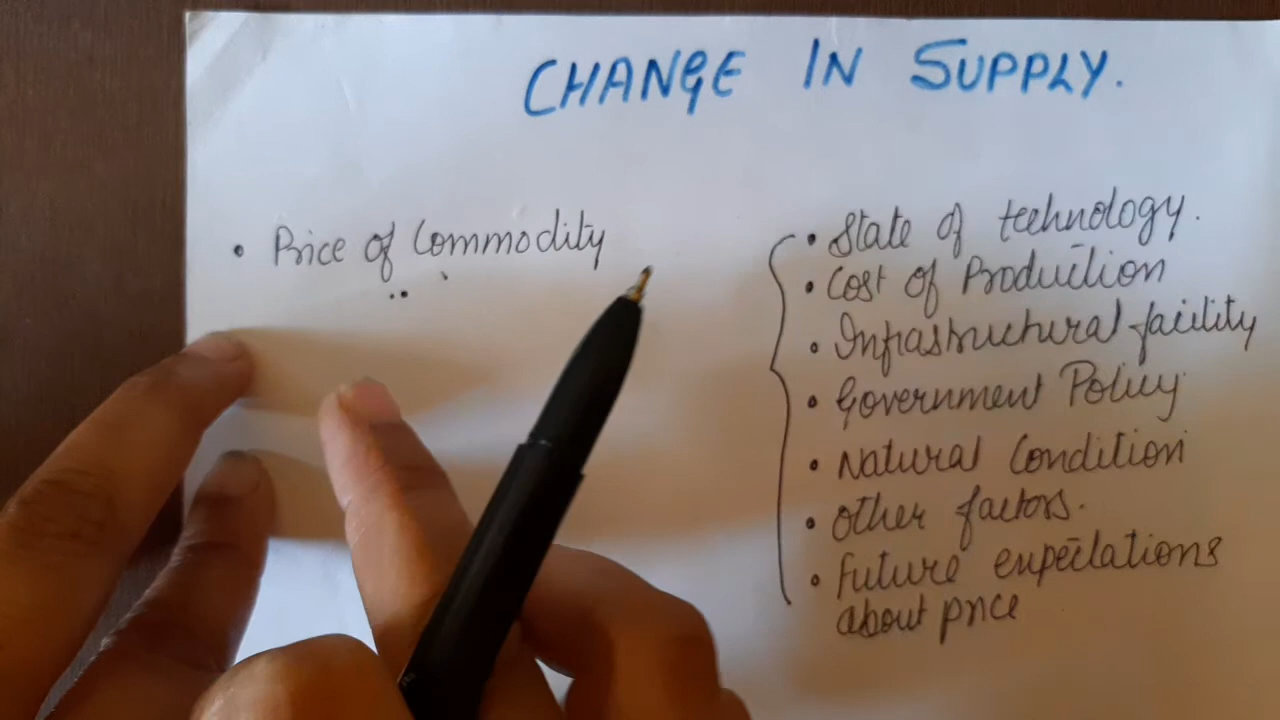 CHANGE IN SUPPLY.
• Price of Commodity
• State of technology.
• Cost of Production
• Infrastructural facility
• Government Policy
• Natural Condition
• Other factors.
• Future expectations
about price